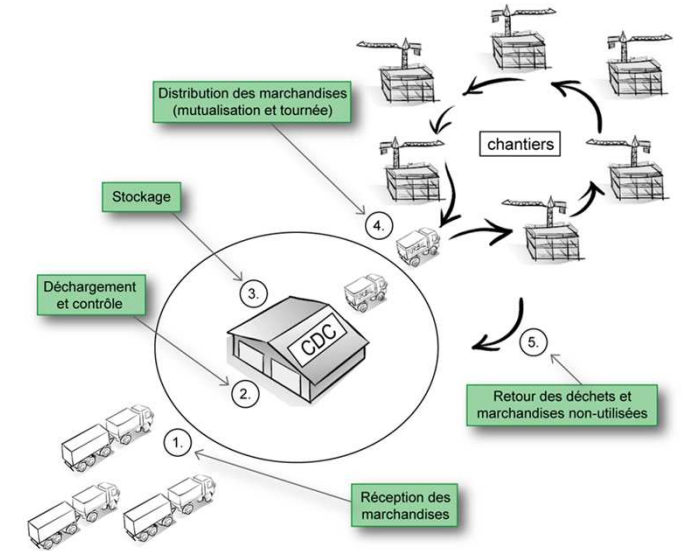 Distribution des marchandises
(mutualisation et tournée)
chantiers
Stockage
4.
Déchargement
et contrôle
3.
CDC
5.
2.
Retour des déchets et
marchandises non-utilisées
1.
Réception des
marchandises